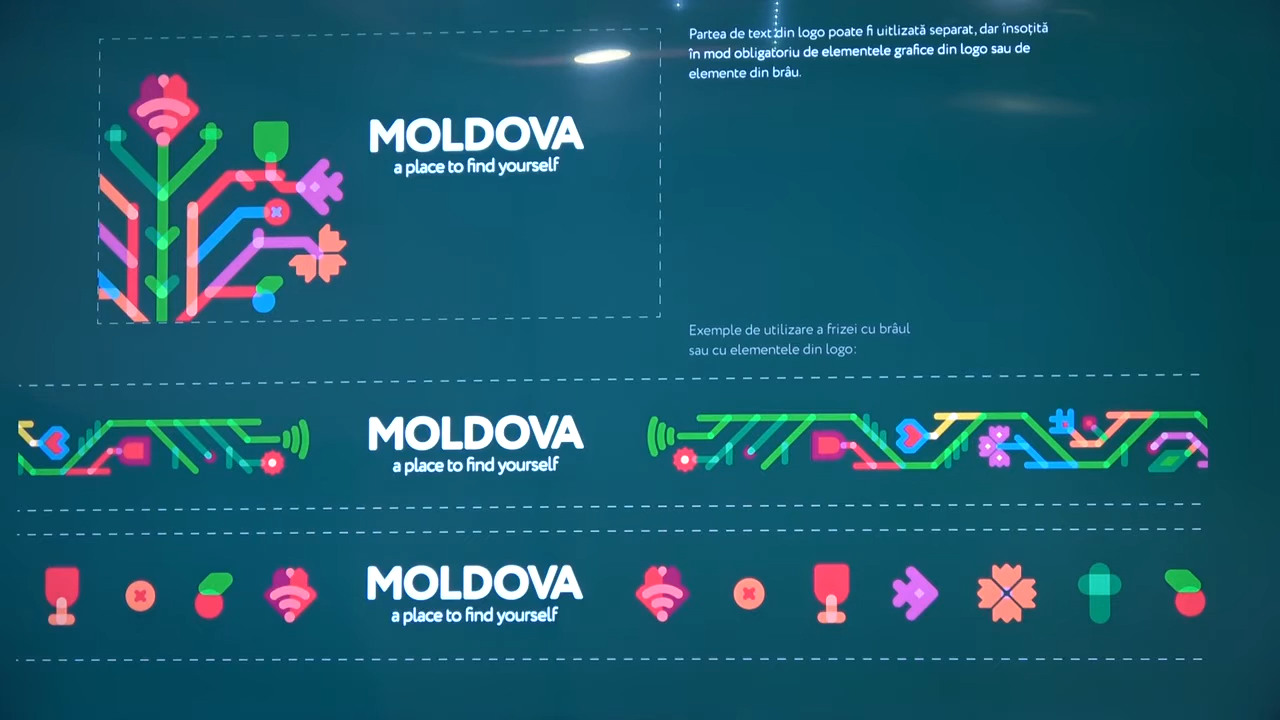 Partea de text din logo poate fi uitlizată separat, dar însoțită
în mod obligatoriu de elementele grafice din logo sau de
elemente din brâu.
MOLDOVA
a place to find yourself
Exemple de utilizare a frizei cu brâul
sau cu elementele din logo:
MOLDOVA
a place to find yourself
MOLDOVA
a place to find yourself